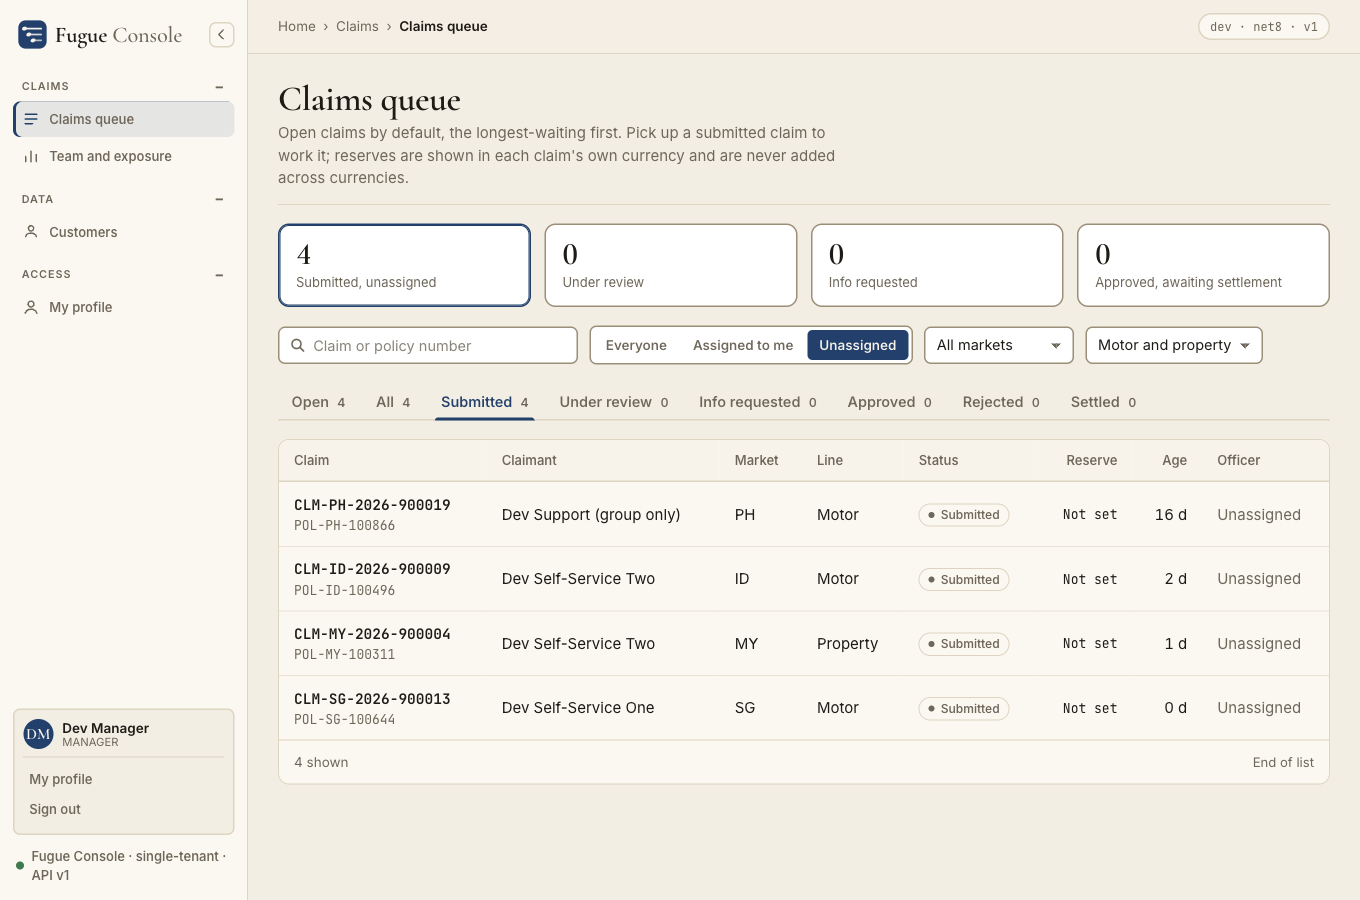 Fugue Console
CLAIMS
Claims queue
Team and exposure
DATA
Customers
ACCESS
My profile
DM
Dev Manager
MANAGER
My profile
Sign out
Fugue Console · single-tenant ·
API v1
Home › Claims › Claims queue
dev · net8 · v1
Claims queue
Open claims by default, the longest-waiting first. Pick up a submitted claim to
work it; reserves are shown in each claim's own currency and are never added
across currencies.
4
Submitted, unassigned
0
Under review
0
Info requested
0
Approved, awaiting settlement
Claim or policy number
Everyone Assigned to me Unassigned
All markets
Motor and property
Open 4 All 4 Submitted 4 Under review 0 Info requested 0 Approved 0 Rejected 0 Settled 0
Claim Claimant Market Line Status Reserve Age Officer
CLM-PH-2026-900019
POL-PH-100866
Dev Support (group only) PH Motor Submitted Not set 16 d Unassigned
CLM-ID-2026-900009
POL-ID-100496
Dev Self-Service Two ID Motor Submitted Not set 2 d Unassigned
CLM-MY-2026-900004
POL-MY-100311
Dev Self-Service Two MY Property Submitted Not set 1 d Unassigned
CLM-SG-2026-900013
POL-SG-100644
Dev Self-Service One SG Motor Submitted Not set 0 d Unassigned
4 shown
End of list